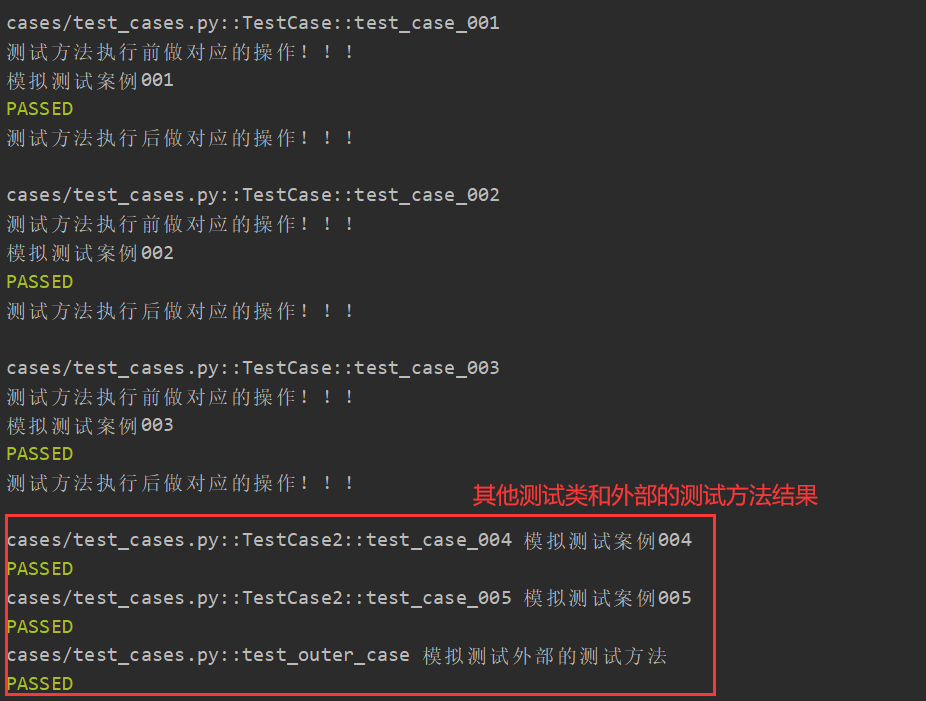 cases/test_cases.py::TestCase::test_case_001
测试方法执行前做对应的操作！！！
模拟测试案例001
PASSED
测试方法执行后做对应的操作！！！
cases/test_cases.py::TestCase::test_case_002
测试方法执行前做对应的操作！！！
模拟测试案例002
PASSED
测试方法执行后做对应的操作！！！
cases/test_cases.py::TestCase::test_case_003
测试方法执行前做对应的操作！！！
模拟测试案例003
PASSED
测试方法执行后做对应的操作！！！
其他测试类和外部的测试方法结果
cases/test_cases.py::TestCase2::test_case_004 模拟测试案例004
PASSED
cases/test_cases.py::TestCase2::test_case_005 模拟测试案例005
PASSED
cases/test_cases.py::test_outer_case 模拟测试外部的测试方法
PASSED